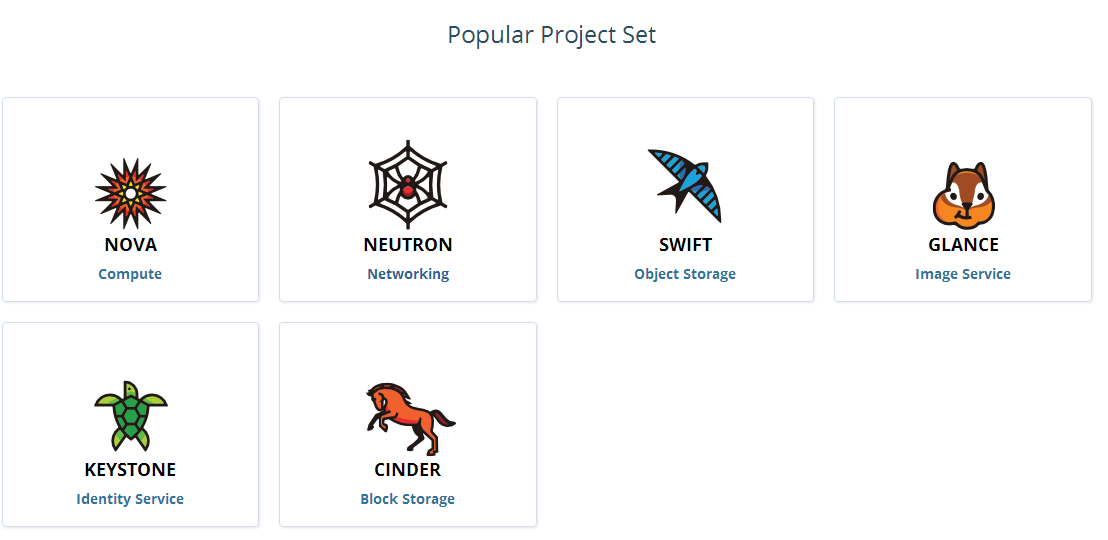 Popular Project Set
NOVA
Compute
NEUTRON
Networking
SWIFT
Object Storage
GLANCE
Image Service
KEYSTONE
Identity Service
CINDER
Block Storage